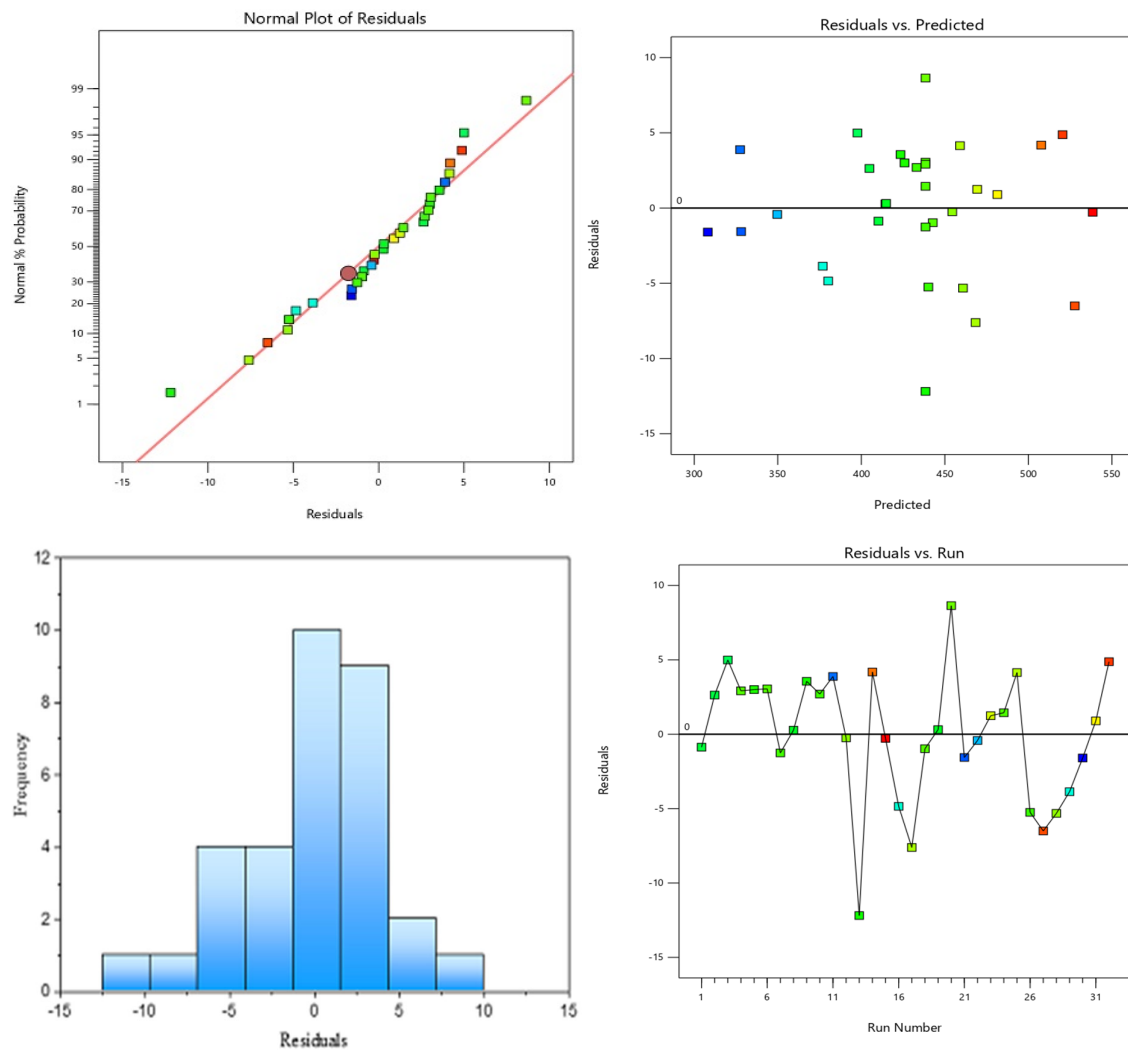 Normal Plot of Residuals
Normal % Probability
99
95
90
80
70
50
30
20
10
5
1
-15 -10 -5 0 5 10
Residuals
Residuals vs. Predicted
Residuals
10
5
0
0
-5
-10
-15
300 350 400 450 500 550
Predicted
Frequency
12
10
8
6
4
2
0
-15 -10 -5 0 5 10 15
Residuals
Residuals vs. Run
Residuals
10
5
0
0
-5
-10
-15
1 6 11 16 21 26 31
Run Number